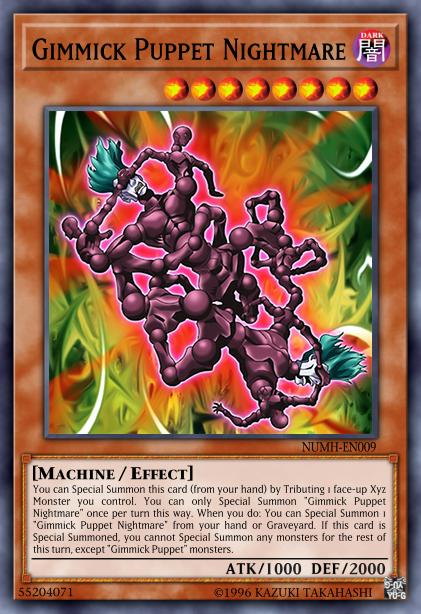 GIMMICK PUPPET NIGHTMARE
DARK
闇
NUMH-EN009
[MACHINE / EFFECT]
You can Special Summon this card (from your hand) by Tributing 1 face-up Xyz
Monster you control. You can only Special Summon "Gimmick Puppet
Nightmare" once per turn this way. When you do: You can Special Summon 1
"Gimmick Puppet Nightmare" from your hand or Graveyard. If this card is
Special Summoned, you cannot Special Summon any monsters for the rest of
this turn, except "Gimmick Puppet" monsters.
ATK/1000 DEF/2000
55204071
©1996 KAZUKI TAKAHASHI